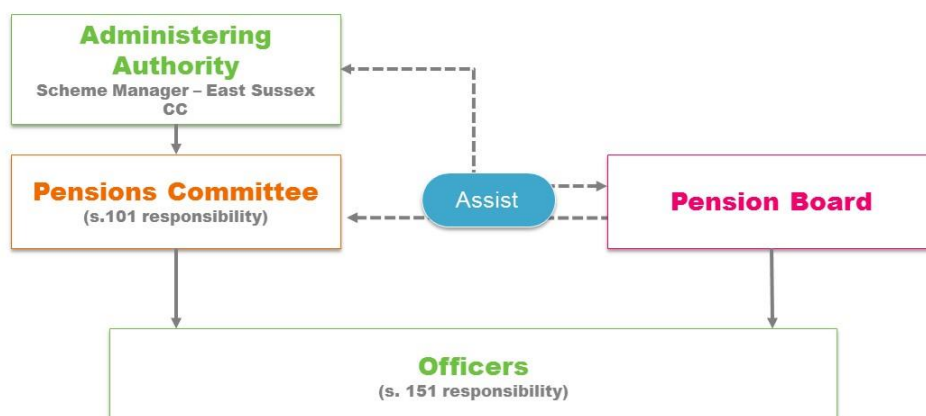 Administering
Authority
Scheme Manager – East Sussex
CC
Pensions Committee
(s.101 responsibility)
Assist
Pension Board
Officers
(s. 151 responsibility)